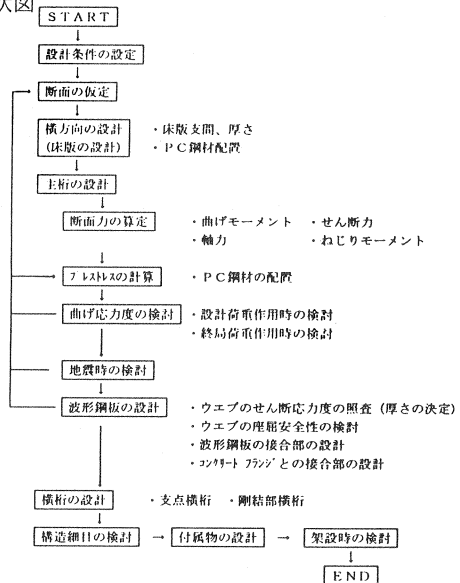 状図
START
設計条件の設定
断面の仮定
横方向の設計
(床版の設計)
・床版支間、厚さ
・PC鋼材配置
主桁の設計
断面力の算定
・曲げモーメント ・せん断力
・軸力 ・ねじりモーメント
プレストレスの計算 ・PC鋼材の配置
曲げ応力度の検討 ・設計荷重作用時の検討
・終局荷重作用時の検討
地震時の検討
波形鋼板の設計 ・ウエブのせん断応力度の照査(厚さの決定)
・ウエブの座屈安全性の検討
・波形鋼板の接合部の設計
・コンクリート フランジとの接合部の設計
横桁の設計 ・支点横桁 ・剛結部横桁
構造細目の検討 → 付属物の設計 → 架設時の検討
END